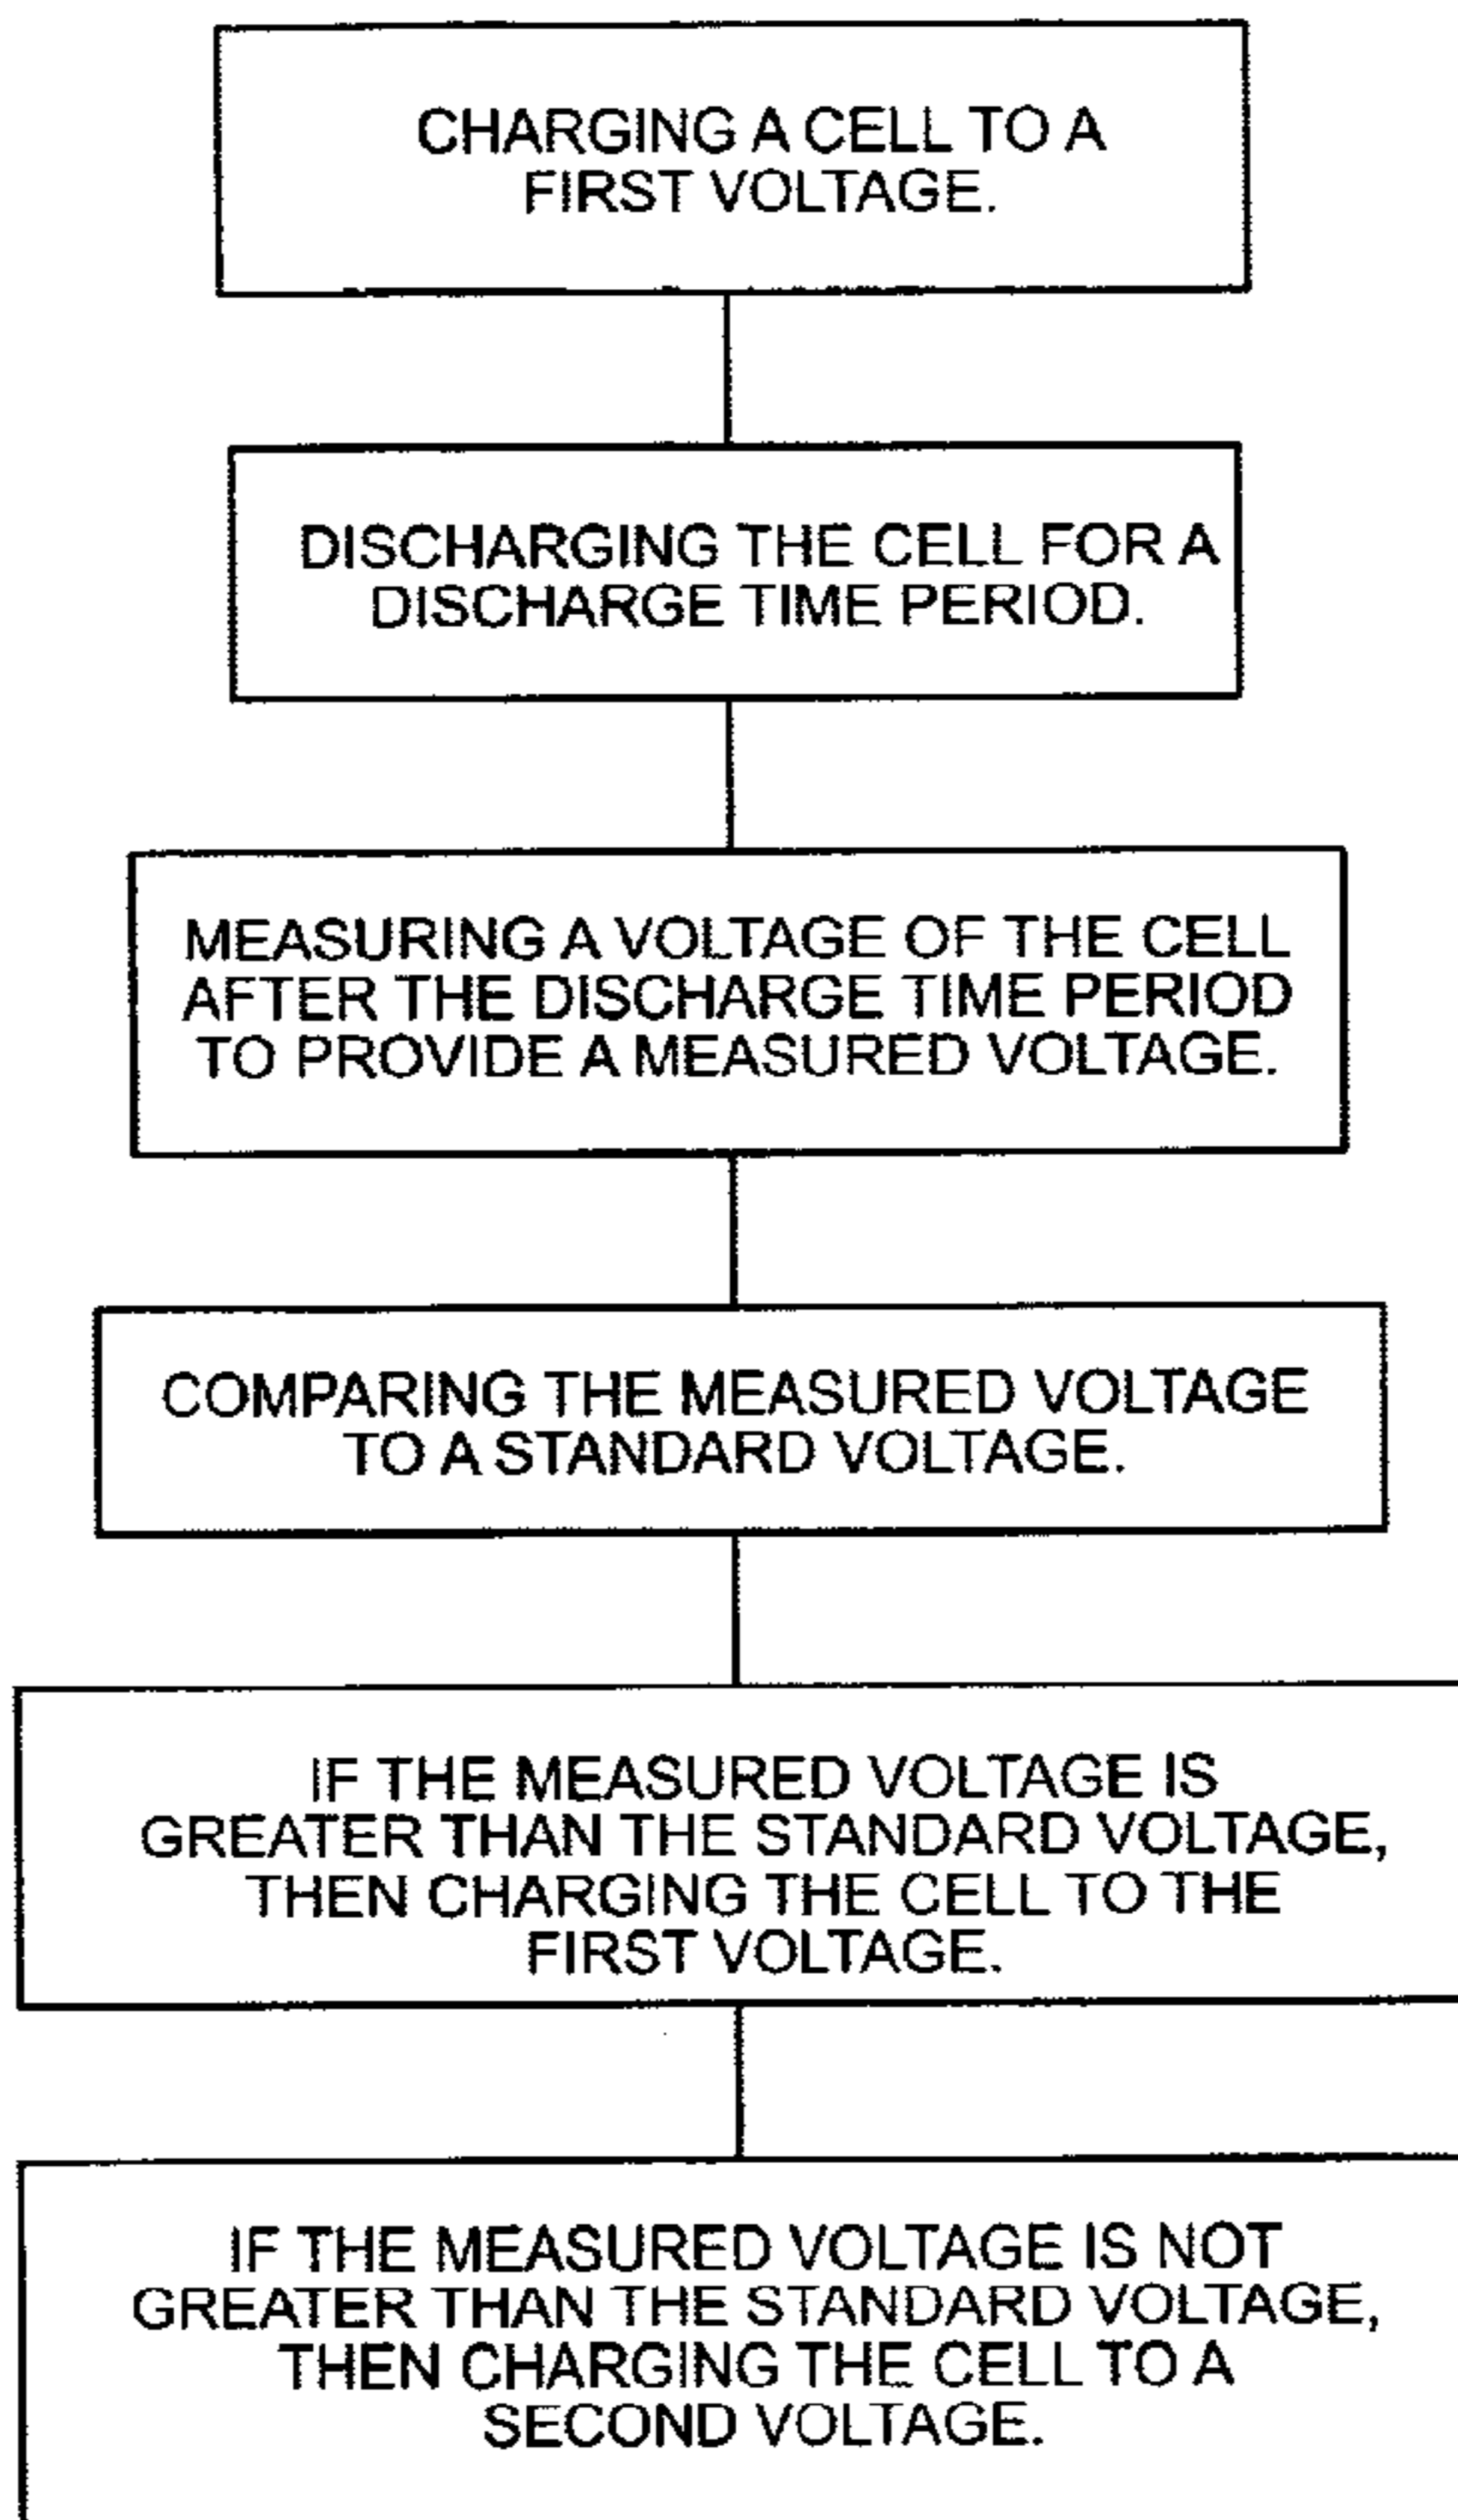 CHARGING A CELL TO A
FIRST VOLTAGE.
DISCHARGING THE CELL FOR A
DISCHARGE TIME PERIOD.
MEASURING A VOLTAGE OF THE CELL
AFTER THE DISCHARGE TIME PERIOD
TO PROVIDE A MEASURED VOLTAGE.
COMPARING THE MEASURED VOLTAGE
TO A STANDARD VOLTAGE.
IF THE MEASURED VOLTAGE IS
GREATER THAN THE STANDARD VOLTAGE,
THEN CHARGING THE CELL TO THE
FIRST VOLTAGE.
IF THE MEASURED VOLTAGE IS NOT
GREATER THAN THE STANDARD VOLTAGE,
THEN CHARGING THE CELL TO A
SECOND VOLTAGE.